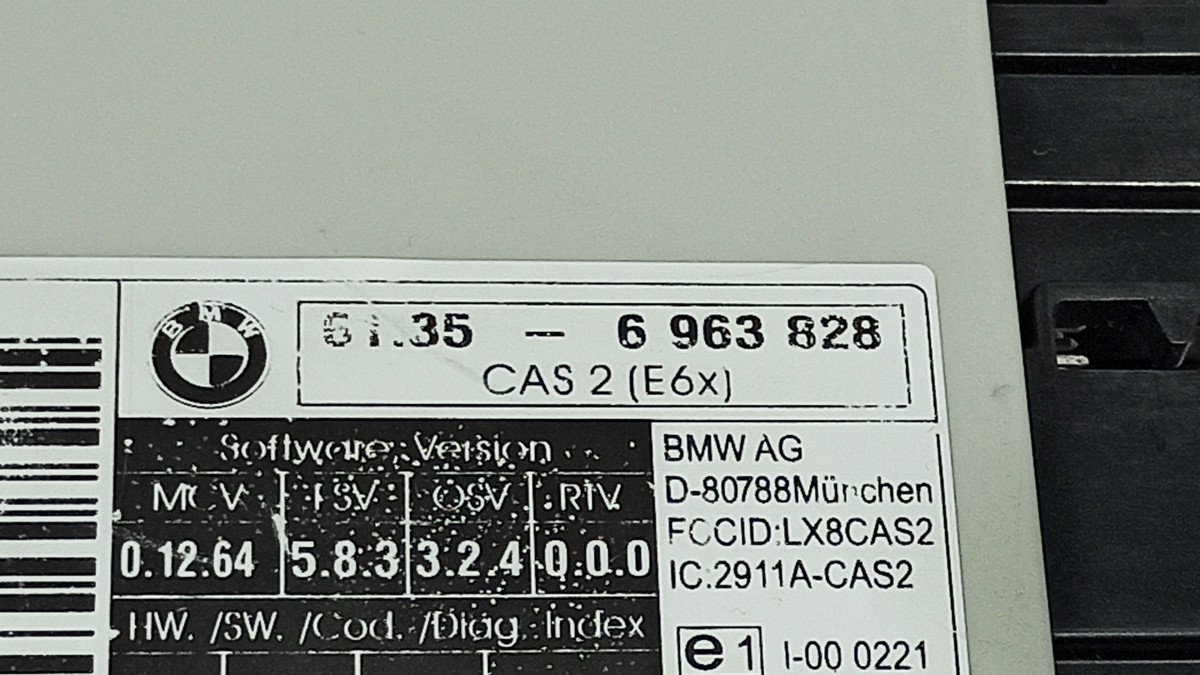 BMW
61.35 - 6 963 828
CAS 2 (E6x)
Software Version
MCV FSV OSV RTV
0.12.64 5.8.3 3.2.4 0.0.0
HW. /SW. /Cod. /Diag. Index
BMW AG
D-80788München
FCCID:LX8CAS2
IC:2911A-CAS2
e1 I-00 0221